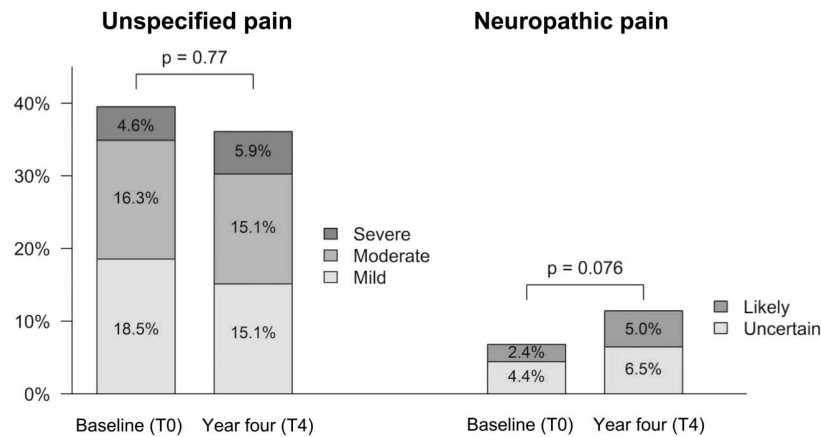 Unspecified pain
Neuropathic pain
p = 0.77
40%
30%
20%
10%
0%
4.6%
16.3%
18.5%
5.9%
15.1%
15.1%
Severe
Moderate
Mild
Baseline (T0)
Year four (T4)
p = 0.076
2.4%
4.4%
5.0%
6.5%
Likely
Uncertain
Baseline (T0)
Year four (T4)